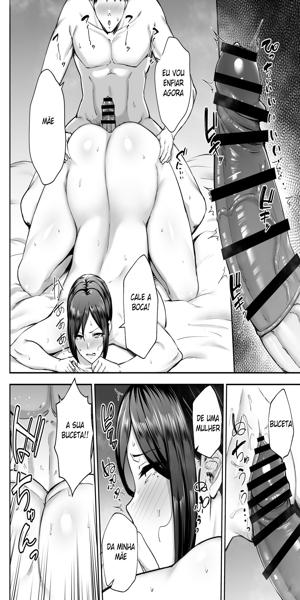 EU VOU
ENFIAR
AGORA
MÃE
CALE A
BOCA!
BUCETA
DE UMA
MULHER
DA MINHA
MÃE
A SUA
BUCETA!!